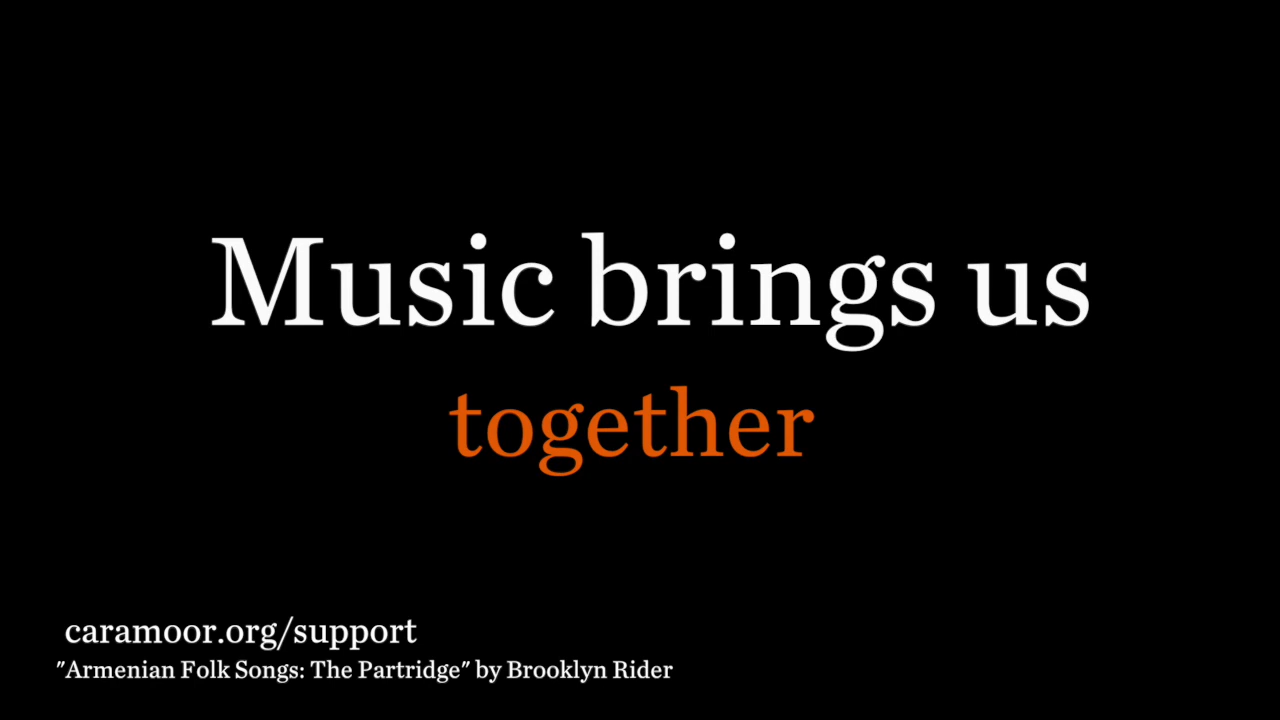 Music brings us
together
caramoor.org/support
"Armenian Folk Songs: The Partridge" by Brooklyn Rider